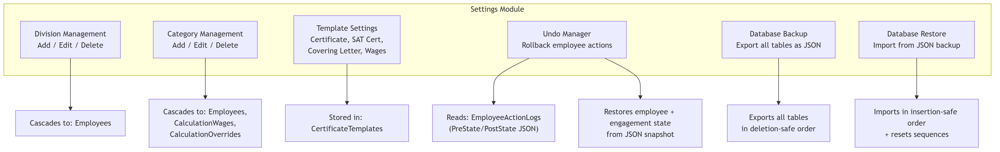 Settings Module
Division Management
Add / Edit / Delete
Category Management
Add / Edit / Delete
Template Settings
Certificate, SAT Cert,
Covering Letter, Wages
Undo Manager
Rollback employee actions
Database Backup
Export all tables as JSON
Database Restore
Import from JSON backup
Cascades to: Employees
Cascades to: Employees,
CalculationWages,
CalculationOverrides
Stored in:
CertificateTemplates
Reads: EmployeeActionLogs
(PreState/PostState JSON)
Restores employee +
engagement state
from JSON snapshot
Exports all tables
in deletion-safe order
Imports in insertion-safe
order
+ resets sequences